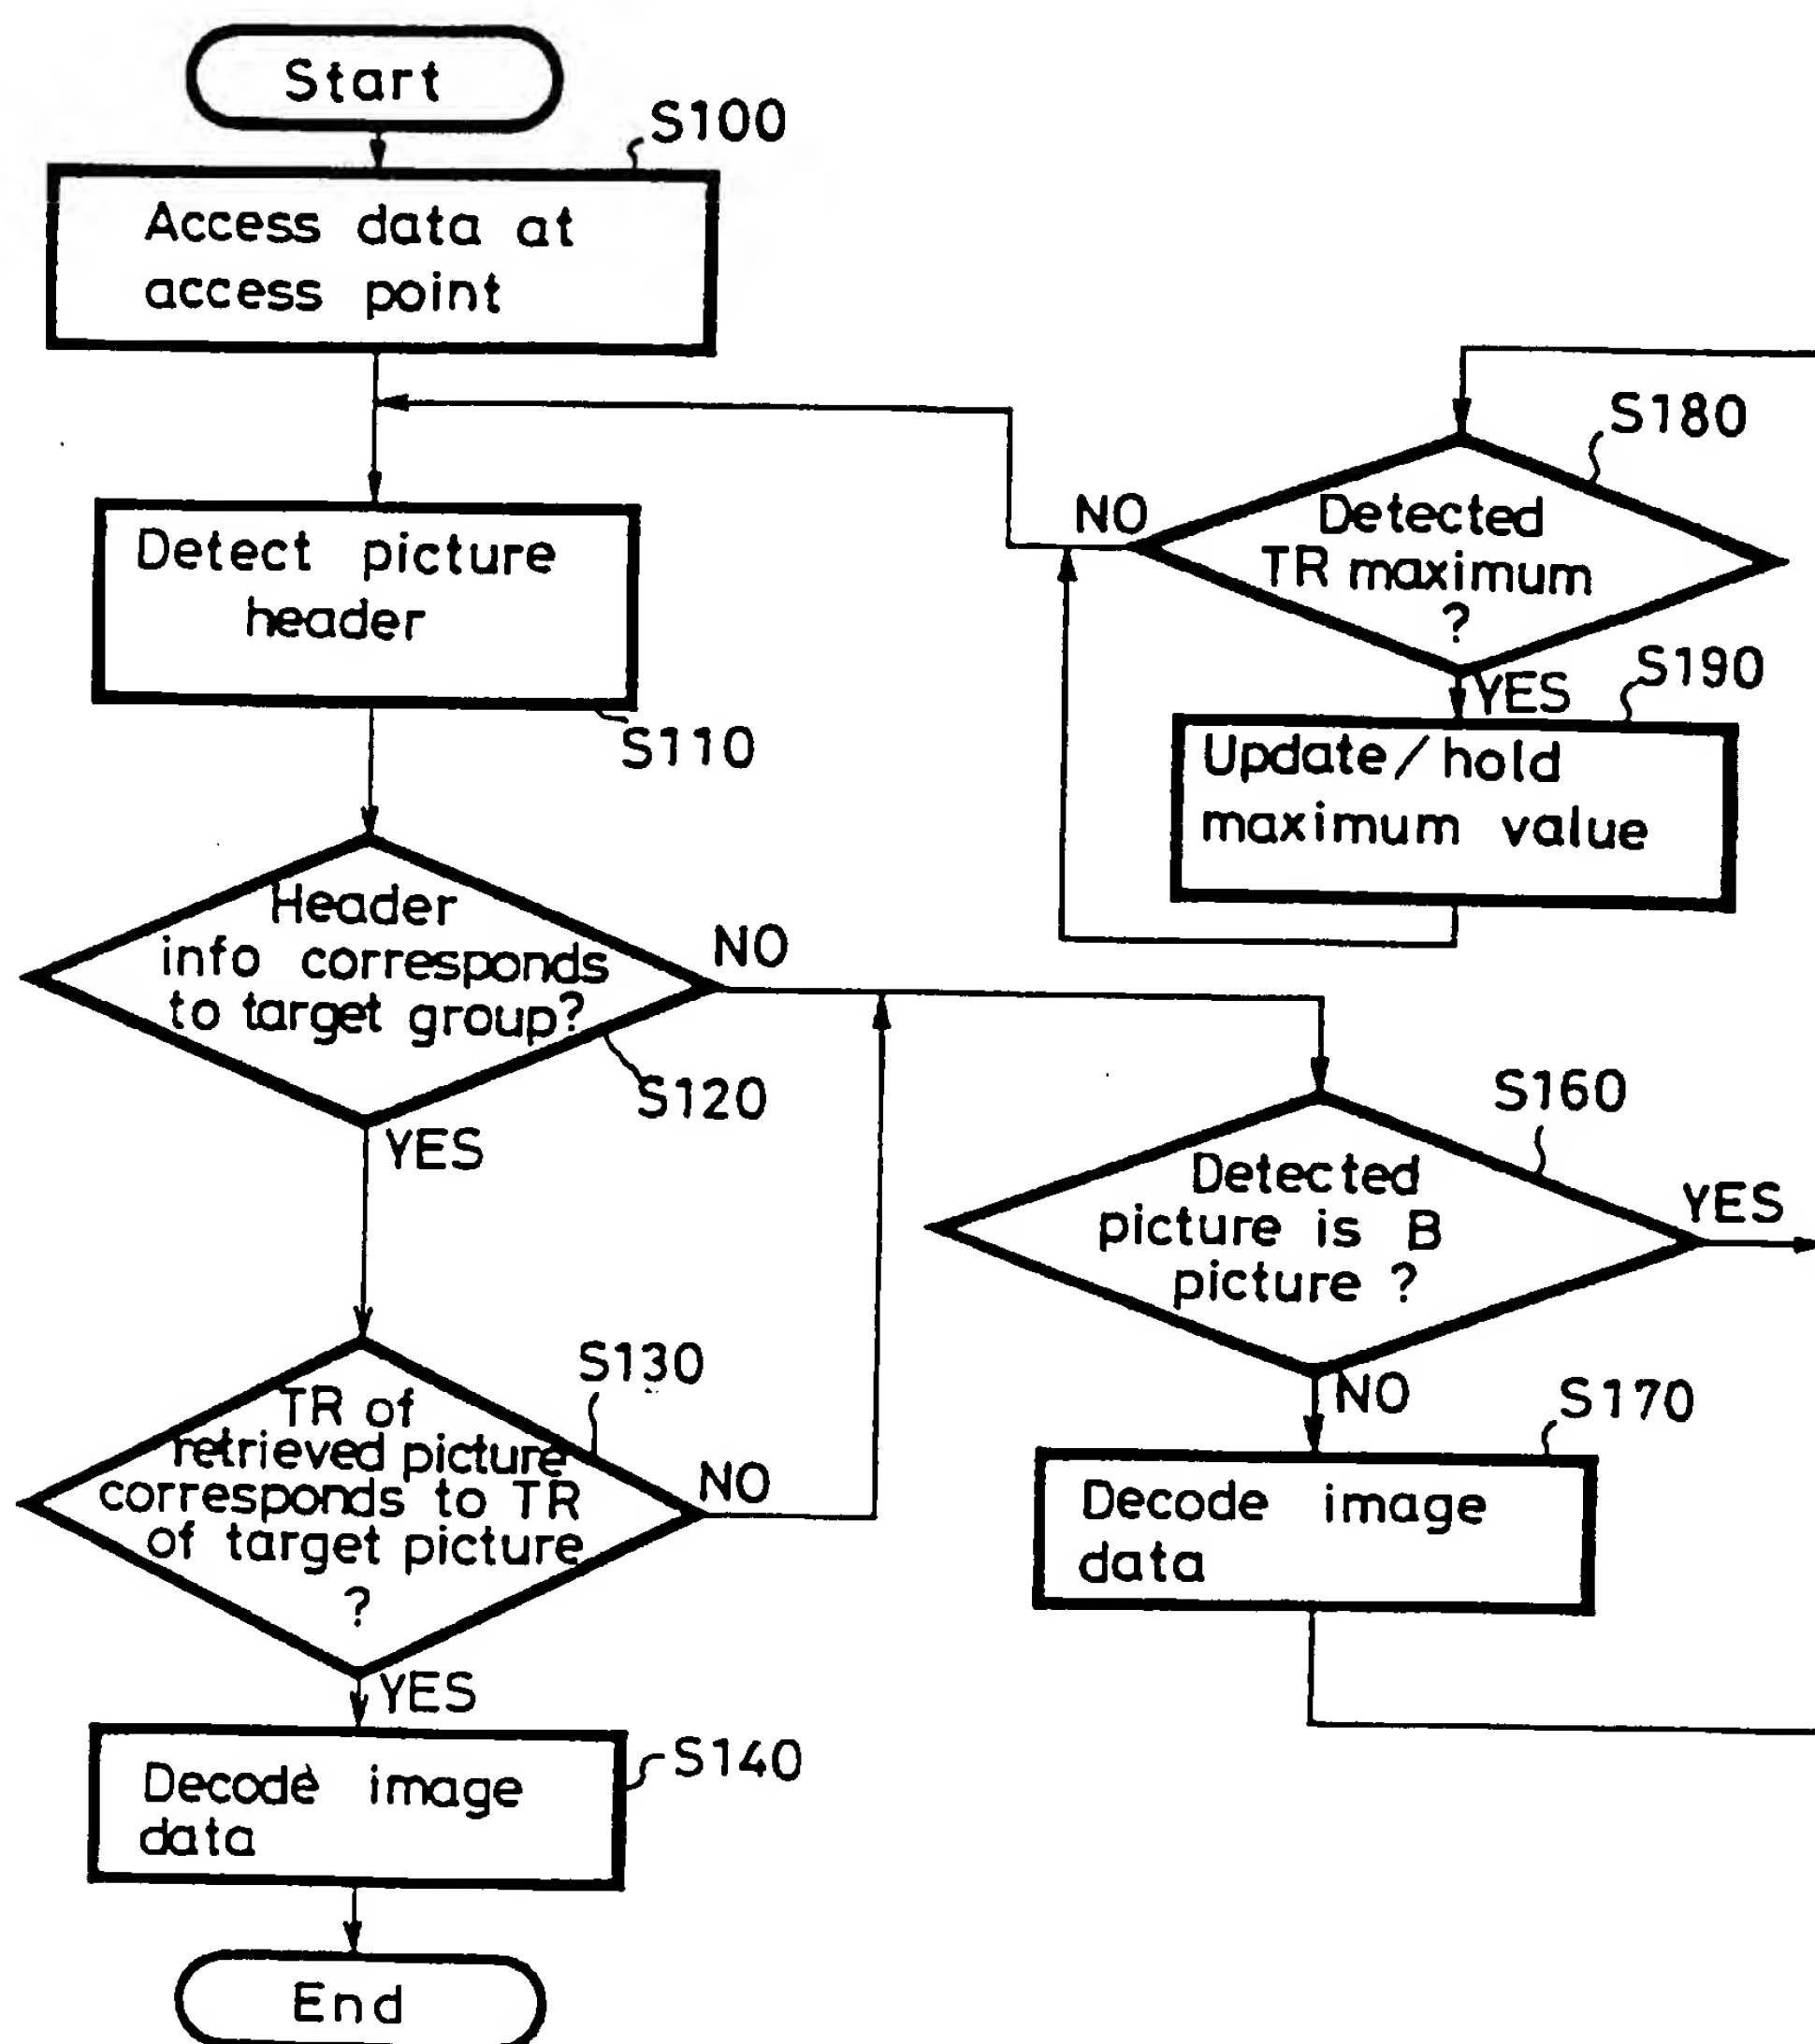 Start
S100
Access data at
access point
Detect picture
header
S110
Header
info corresponds
to target group?
NO
S120
YES
S130
TR of
retrieved picture
corresponds to TR
of target picture
?
NO
YES
S140
Decode image
data
End
S180
NO
Detected
TR maximum
?
YES
S190
Update/hold
maximum value
S160
Detected
picture is B
picture ?
YES
NO
S170
Decode image
data